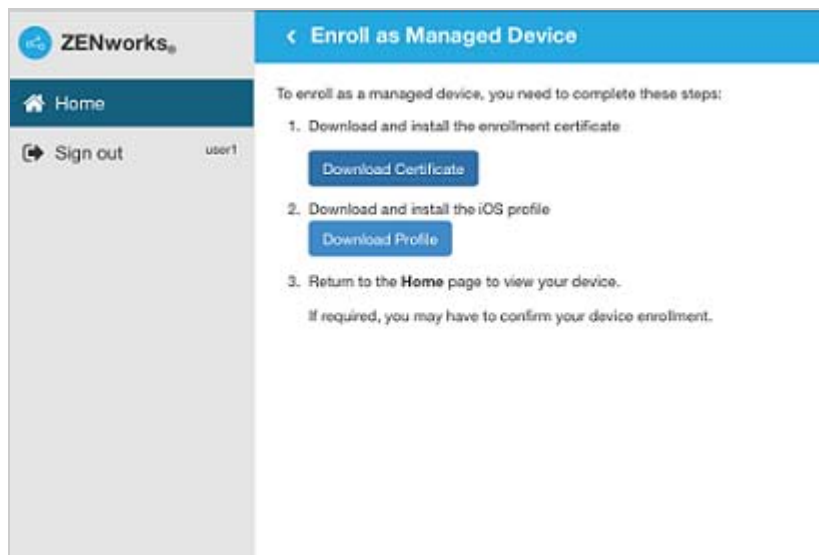 ZENworks®
Home
Sign out user1
< Enroll as Managed Device
To enroll as a managed device, you need to complete these steps:
1. Download and install the enrollment certificate
Download Certificate
2. Download and install the iOS profile
Download Profile
3. Return to the Home page to view your device.
If required, you may have to confirm your device enrollment.